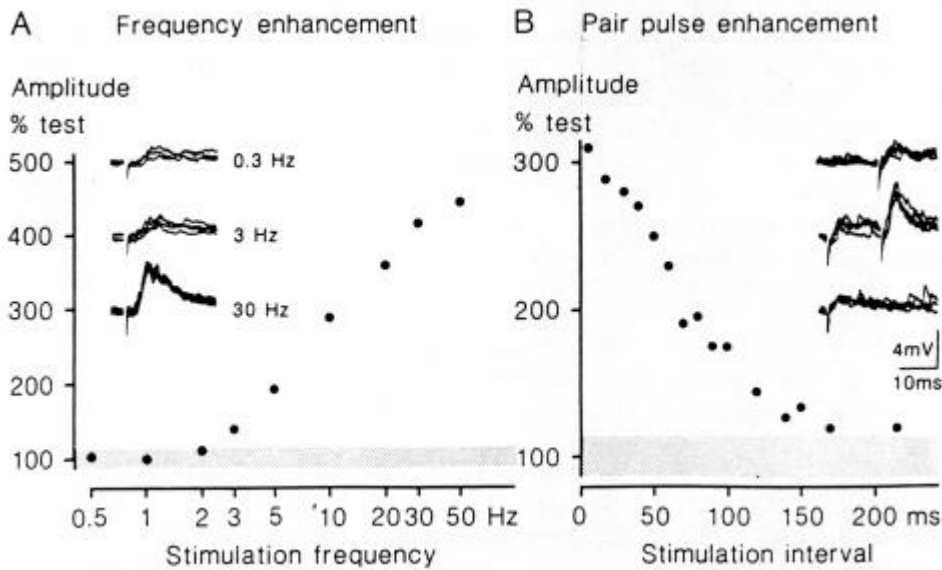 A Frequency enhancement
Amplitude
% test
500
400
300
200
100
0.3 Hz
3 Hz
30 Hz
0.5 1 2 3 5 10 20 30 50 Hz
Stimulation frequency
B Pair pulse enhancement
Amplitude
% test
300
200
100
4mV
10ms
0 50 100 150 200 ms
Stimulation interval